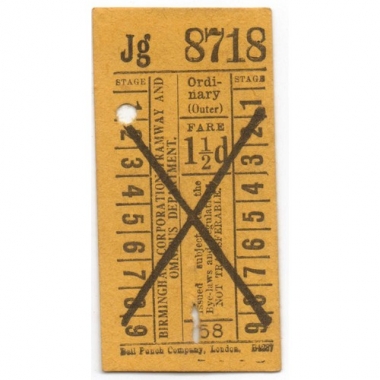 Jg 8718
STAGE
1
2
3
4
5
6
7
8
9
BIRMINGHAM CORPORATION TRAMWAY AND
OMNIBUS DEPARTMENT.
Ordi-
nary
(Outer)
FARE
1½d
Issued subject to the
Bye-laws and Regulations
NOT TRANSFERABLE.
58
STAGE
1
2
3
4
5
6
7
8
9
Bell Punch Company, London.